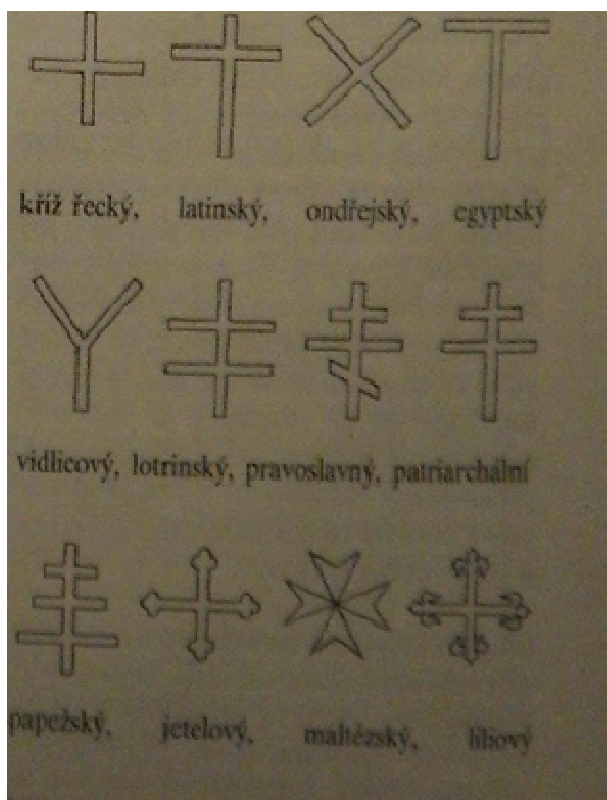 kříž řecký, latinský, ondřejský, egyptský
vidlicový, lotrinský, pravoslavný, patriarchální
papežský, jetelový, maltézský, liliový